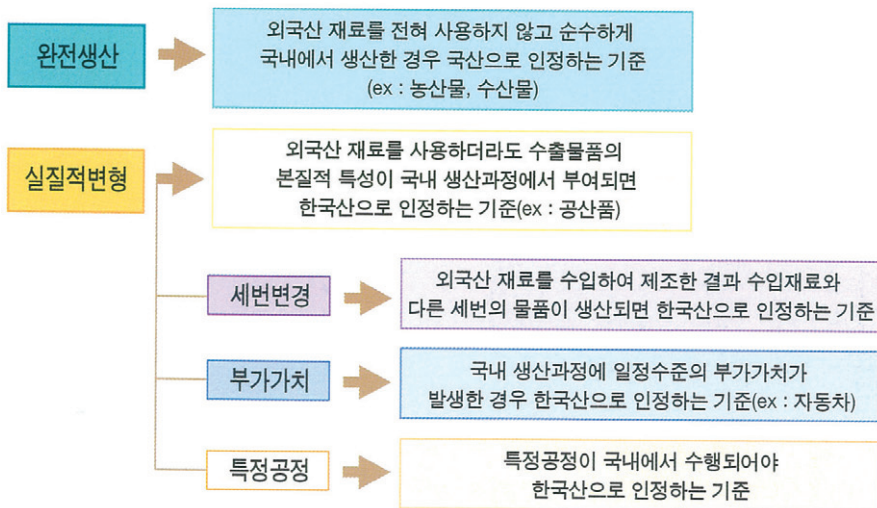 완전생산
외국산 재료를 전혀 사용하지 않고 순수하게
국내에서 생산한 경우 국산으로 인정하는 기준
(ex : 농산물, 수산물)
실질적변형
외국산 재료를 사용하더라도 수출물품의
본질적 특성이 국내 생산과정에서 부여되면
한국산으로 인정하는 기준(ex : 공산품)
세번변경
외국산 재료를 수입하여 제조한 결과 수입재료와
다른 세번의 물품이 생산되면 한국산으로 인정하는 기준
부가가치
국내 생산과정에 일정수준의 부가가치가
발생한 경우 한국산으로 인정하는 기준(ex : 자동차)
특정공정
특정공정이 국내에서 수행되어야
한국산으로 인정하는 기준